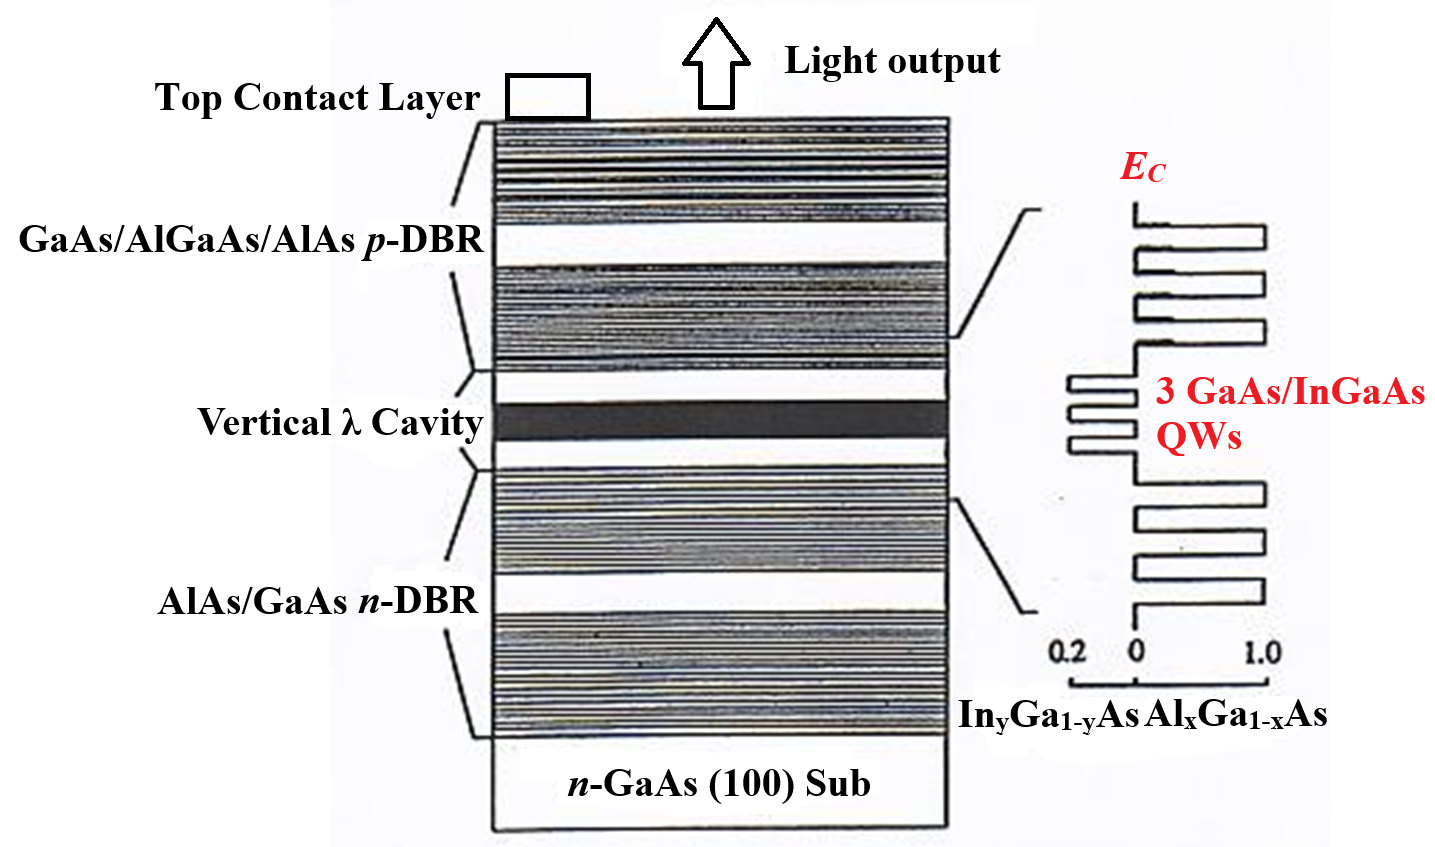 Light output
Top Contact Layer
E_C
GaAs/AlGaAs/AlAs p-DBR
3 GaAs/InGaAs
QWs
Vertical λ Cavity
AlAs/GaAs n-DBR
0.2 0 1.0
In_yGa_{1-y}As Al_xGa_{1-x}As
n-GaAs (100) Sub